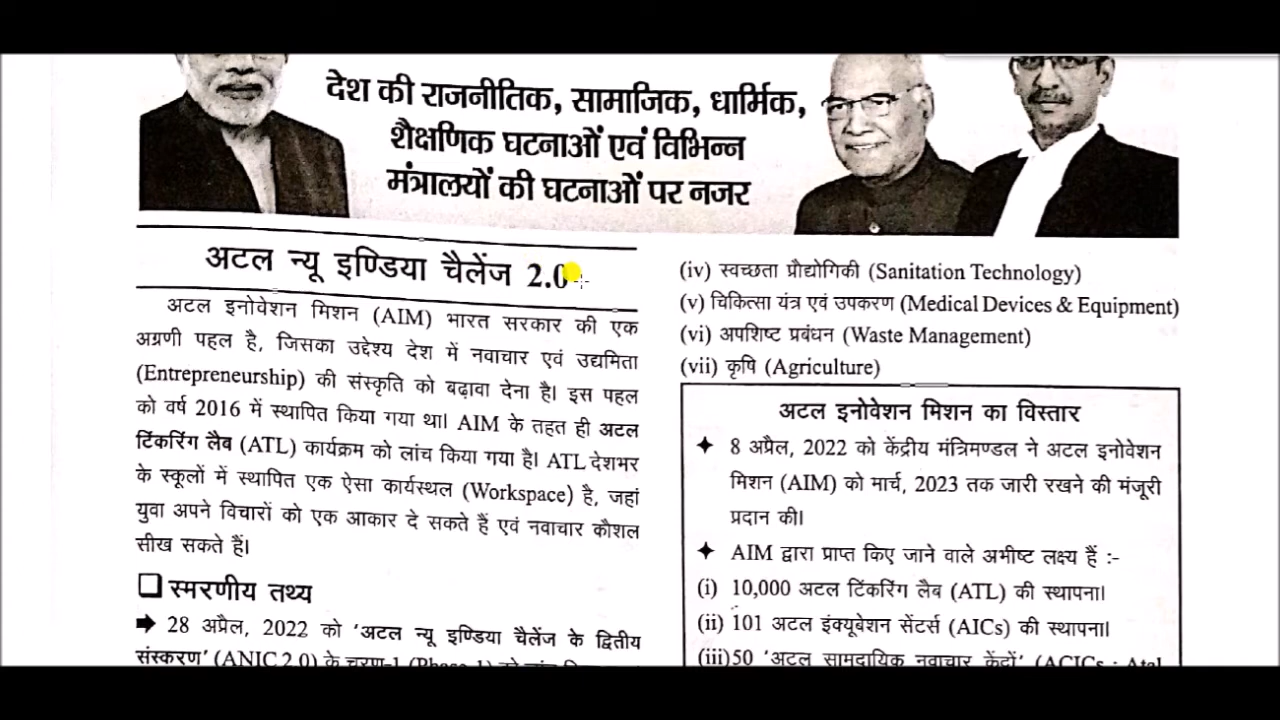 देश की राजनीतिक, सामाजिक, धार्मिक,
शैक्षणिक घटनाओं एवं विभिन्न
मंत्रालयों की घटनाओं पर नजर
अटल न्यू इण्डिया चैलेंज 2.0
अटल इनोवेशन मिशन (AIM) भारत सरकार की एक
अग्रणी पहल है, जिसका उद्देश्य देश में नवाचार एवं उद्यमिता
(Entrepreneurship) की संस्कृति को बढ़ावा देना है। इस पहल
को वर्ष 2016 में स्थापित किया गया था। AIM के तहत ही अटल
टिंकरिंग लैब (ATL) कार्यक्रम को लांच किया गया है। ATL देशभर
के स्कूलों में स्थापित एक ऐसा कार्यस्थल (Workspace) है, जहां
युवा अपने विचारों को एक आकार दे सकते हैं एवं नवाचार कौशल
सीख सकते हैं।
स्मरणीय तथ्य
28 अप्रैल, 2022 को 'अटल न्यू इण्डिया चैलेंज के द्वितीय
संस्करण' (ANIC 2.0) के चरण-1 (Phase-1) को लांच
(iv) स्वच्छता प्रौद्योगिकी (Sanitation Technology)
(v) चिकित्सा यंत्र एवं उपकरण (Medical Devices & Equipment)
(vi) अपशिष्ट प्रबंधन (Waste Management)
(vii) कृषि (Agriculture)
अटल इनोवेशन मिशन का विस्तार
8 अप्रैल, 2022 को केंद्रीय मंत्रिमण्डल ने अटल इनोवेशन
मिशन (AIM) को मार्च, 2023 तक जारी रखने की मंजूरी
प्रदान की।
AIM द्वारा प्राप्त किए जाने वाले अभीष्ट लक्ष्य हैं :-
(i) 10,000 अटल टिंकरिंग लैब (ATL) की स्थापना।
(ii) 101 अटल इंक्यूबेशन सेंटर्स (AICs) की स्थापना।
(iii) 50 'अटल सामुदायिक नवाचार केंद्रों' (ACICs : Atal